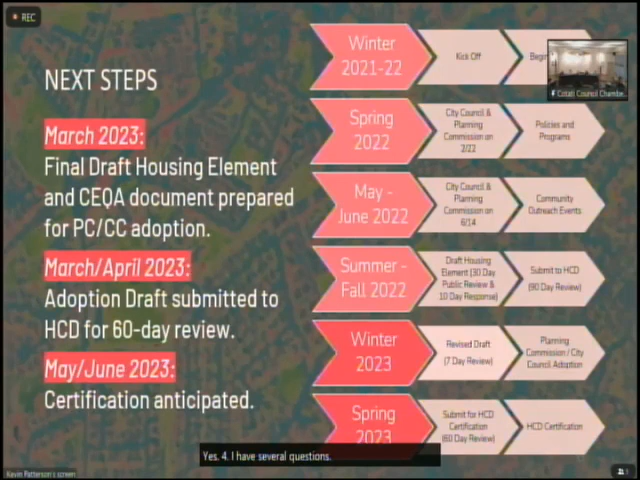 REC
NEXT STEPS
March 2023:
Final Draft Housing Element
and CEQA document prepared
for PC/CC adoption.
March/April 2023:
Adoption Draft submitted to
HCD for 60-day review.
May/June 2023:
Certification anticipated.
Winter
2021-22
Kick Off
Cotati Council Chambe...
Spring
2022
City Council &
Planning
Commission on
2/22
Policies and
Programs
May -
June 2022
City Council &
Planning
Commission on
6/14
Community
Outreach Events
Summer -
Fall 2022
Draft Housing
Element (30 Day
Public Review &
10 Day Response)
Submit to HCD
(90 Day Review)
Winter
2023
Revised Draft
(7 Day Review)
Planning
Commission / City
Council Adoption
Spring
2023
Submit for HCD
Certification
(60 Day Review)
HCD Certification
Yes. 4. I have several questions.
Kevin Patterson's screen